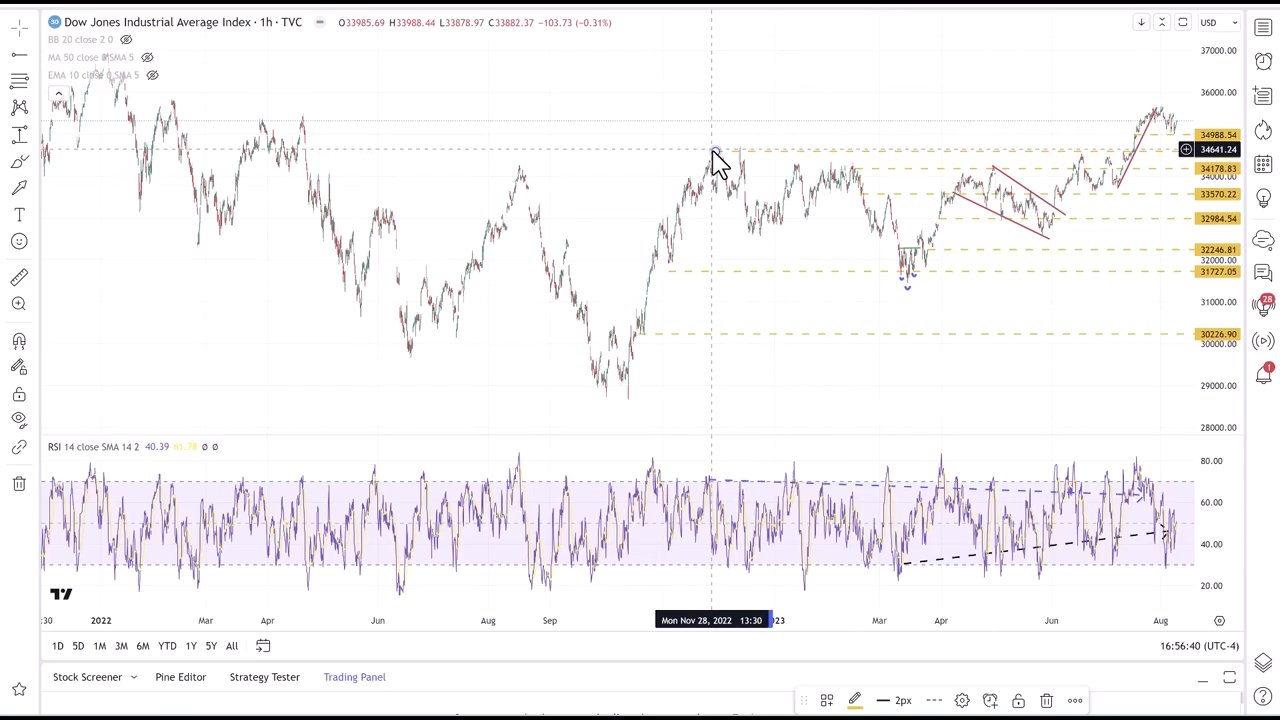 30 Dow Jones Industrial Average Index · 1h · TVC O33985.69 H33988.44 L33878.97 C33882.37 −103.73 (−0.31%) USD
BB 20 close 2 0
MA 50 close 0 SMA 5
EMA 10 close 0 SMA 5
37000.00
36000.00
34988.54
34641.24
34178.83
34000.00
33570.22
32984.54
32246.81
32000.00
31727.05
31000.00
30226.90
30000.00
29000.00
28000.00
28
1
RSI 14 close SMA 14 2 40.39 61.78 Ø Ø
80.00
60.00
40.00
20.00
:30 2022 Mar Apr Jun Aug Sep Mon Nov 28, 2022 13:30 023 Mar Apr Jun Aug
1D 5D 1M 3M 6M YTD 1Y 5Y All 16:56:40 (UTC-4)
Stock Screener Pine Editor Strategy Tester Trading Panel
2px